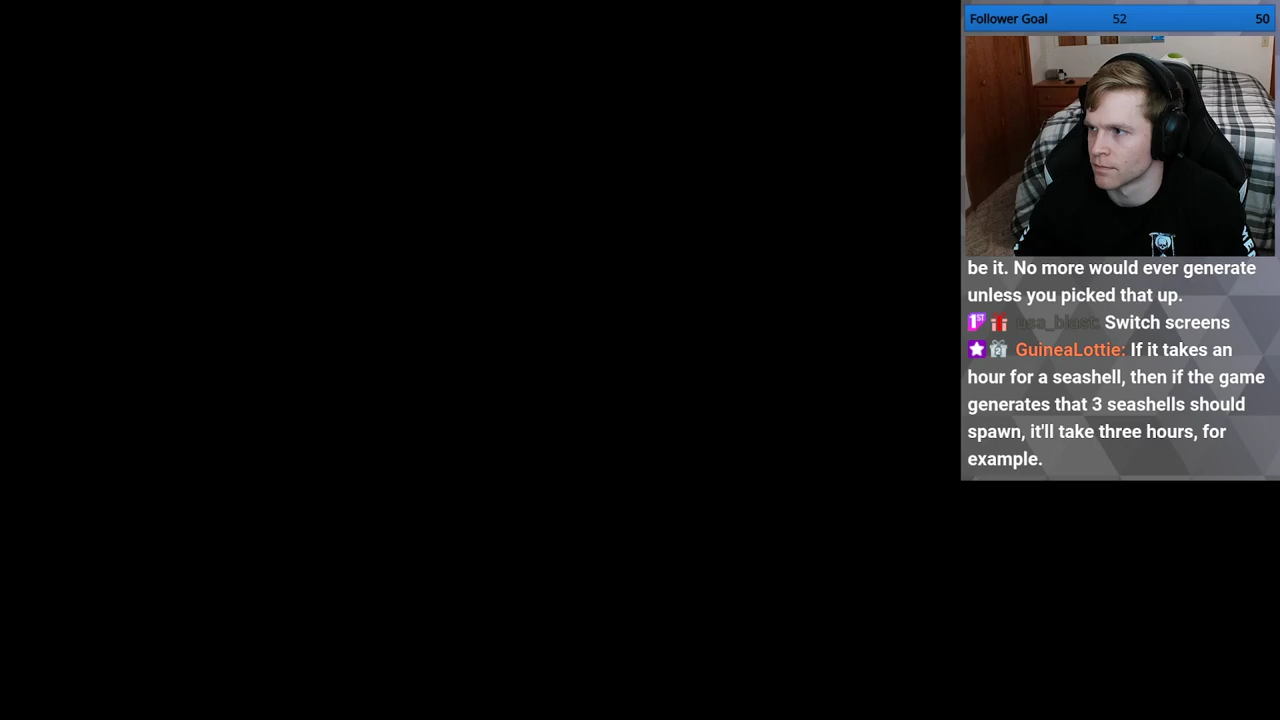 Follower Goal 52 50
be it. No more would ever generate
unless you picked that up.
usa_blast: Switch screens
GuineaLottie: If it takes an
hour for a seashell, then if the game
generates that 3 seashells should
spawn, it'll take three hours, for
example.